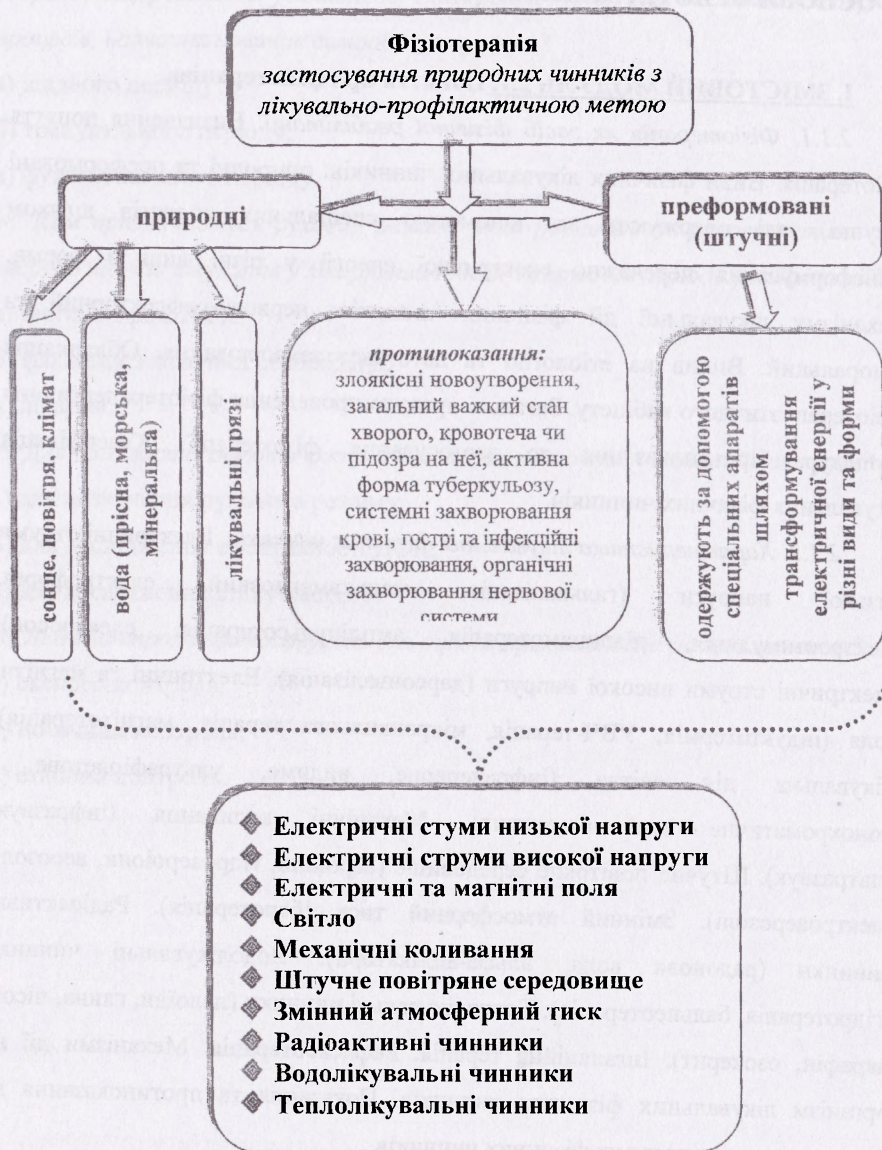 Фізіотерапія
застосування природних чинників з
лікувально-профілактичною метою
природні
преформовані
(штучні)
сонце, повітря, клімат
вода (прісна, морська,
мінеральна)
лікувальні грязі
протипоказання:
злоякісні новоутворення,
загальний важкий стан
хворого, кровотеча чи
підозра на неї, активна
форма туберкульозу,
системні захворювання
крові, гострі та інфекційні
захворювання, органічні
захворювання нервової
системи
одержують за допомогою
спеціальних апаратів
шляхом
трансформування
електричної енергії у
різні види та форми
Електричні стуми низької напруги
Електричні струми високої напруги
Електричні та магнітні поля
Світло
Механічні коливання
Штучне повітряне середовище
Змінний атмосферний тиск
Радіоактивні чинники
Водолікувальні чинники
Теплолікувальні чинники